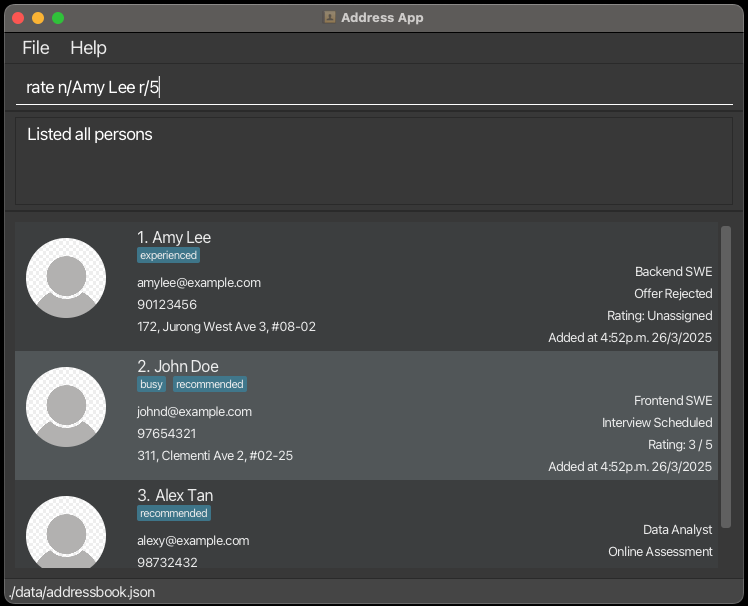 Address App
File Help
rate n/Amy Lee r/5
Listed all persons
1. Amy Lee
experienced
amylee@example.com
90123456
172, Jurong West Ave 3, #08-02
Backend SWE
Offer Rejected
Rating: Unassigned
Added at 4:52p.m. 26/3/2025
2. John Doe
busy recommended
johnd@example.com
97654321
311, Clementi Ave 2, #02-25
Frontend SWE
Interview Scheduled
Rating: 3 / 5
Added at 4:52p.m. 26/3/2025
3. Alex Tan
recommended
alexy@example.com
98732432
Data Analyst
Online Assessment
./data/addressbook.json